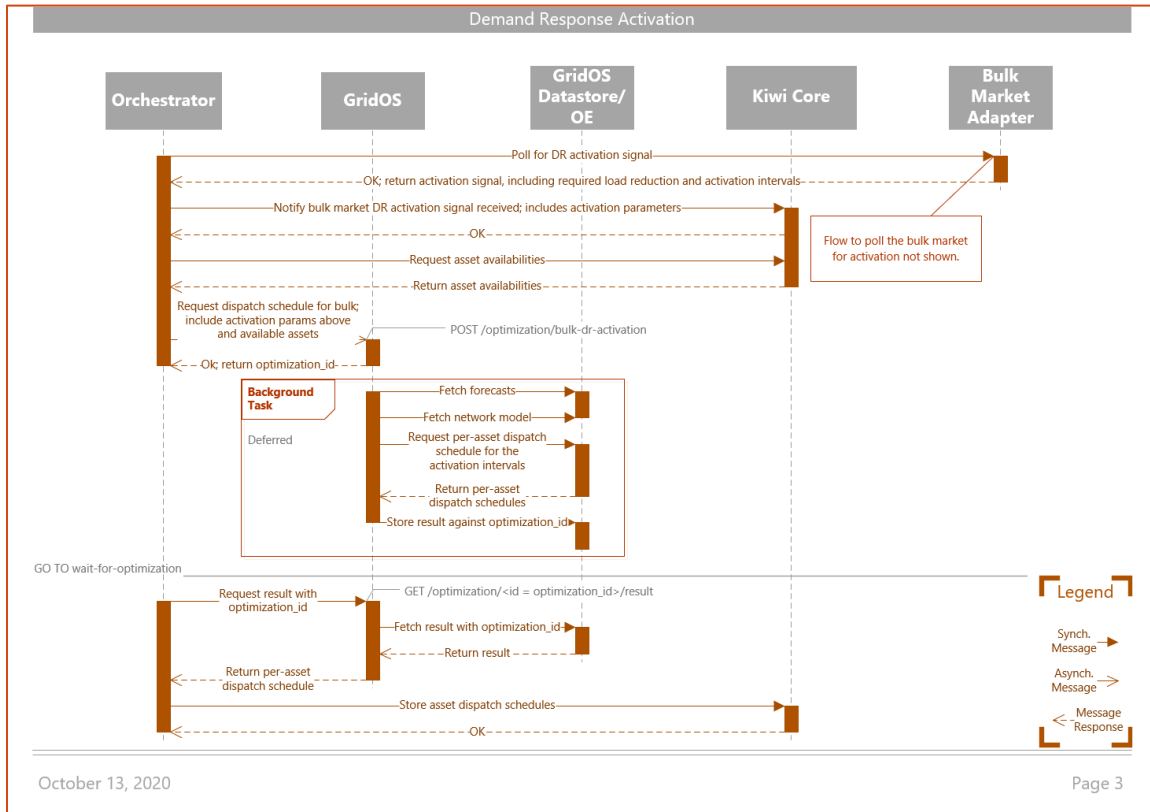 Demand Response Activation
Orchestrator
GridOS
GridOS
Datastore/
OE
Kiwi Core
Bulk
Market
Adapter
Poll for DR activation signal
OK; return activation signal, including required load reduction and activation intervals
Notify bulk market DR activation signal received; includes activation parameters
OK
Flow to poll the bulk market
for activation not shown.
Request asset availabilities
Return asset availabilities
Request dispatch schedule for bulk;
include activation params above
and available assets
POST /optimization/bulk-dr-activation
Ok; return optimization_id
Background
Task
Deferred
Fetch forecasts
Fetch network model
Request per-asset dispatch
schedule for the
activation intervals
Return per-asset
dispatch schedules
Store result against optimization_id
GO TO wait-for-optimization
Request result with
optimization_id
GET /optimization/<id = optimization_id>/result
Fetch result with optimization_id
Return result
Return per-asset
dispatch schedule
Store asset dispatch schedules
OK
Legend
Synch.
Message
Asynch.
Message
Message
Response
October 13, 2020
Page 3